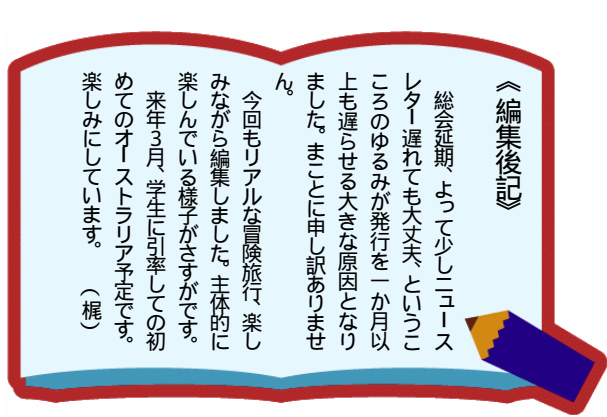 《編集後記》
　総会延期、よって少しニュース
レター遅れても大丈夫、というこ
ころのゆるみが発行を一か月以
上も遅らせる大きな原因となり
ました。まことに申し訳ありませ
ん。
　今回もリアルな冒険旅行、楽し
みながら編集しました。主体的に
楽しんでいる様子がさすがです。
　来年3月、学生に引率しての初
めてのオーストラリア予定です。
楽しみにしています。　（梶）